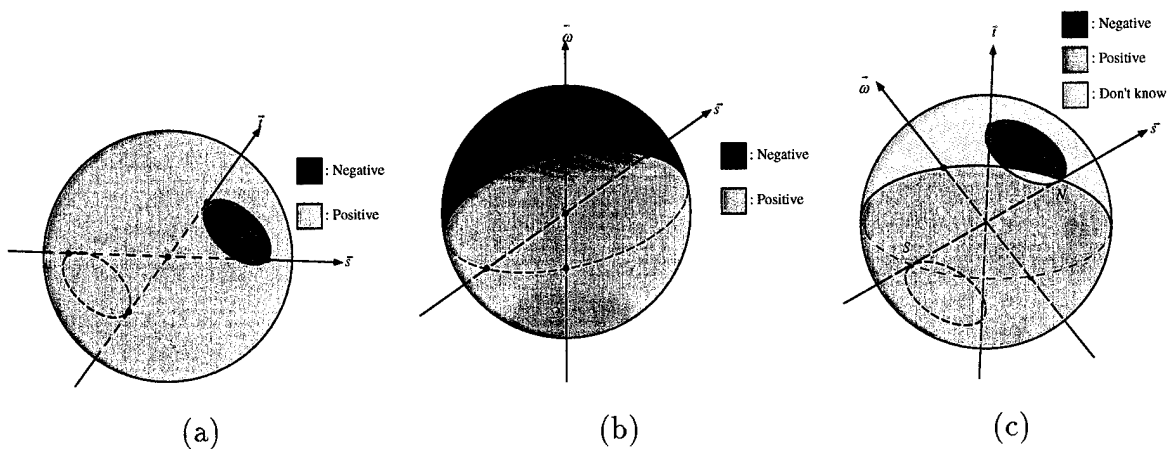 t
: Negative
: Positive
s
(a)
ω
s
: Negative
: Positive
(b)
: Negative
: Positive
: Don't know
t
ω
s
N
S
(c)